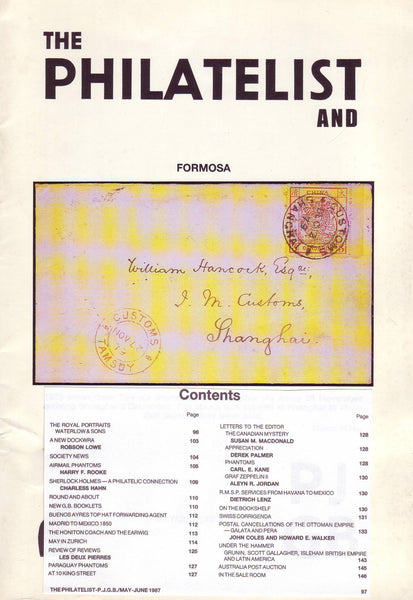 THE
PHILATELIST
AND
FORMOSA
CHINA
CUSTOMS
SHANGHAI
William Hancock, Esqre,
I. M. Customs,
Shanghai.
CUSTOMS
NOV
TAMSUY
Contents
Page
THE ROYAL PORTRAITS
WATERLOW & SONS 98
A NEW DOCKWRA 103
ROBSON LOWE
SOCIETY NEWS 104
AIRMAIL PHANTOMS 108
HARRY F. ROOKE
SHERLOCK HOLMES — A PHILATELIC CONNECTION 109
CHARLESS HAHN
ROUND AND ABOUT 110
NEW G.B. BOOKLETS 110
BUENOS AYRES TOP HAT FORWARDING AGENT 112
MADRID TO MEXICO 1850 112
THE HONITON COACH AND THE EARWIG 113
MAY IN ZURICH 114
REVIEW OF REVIEWS 125
LES DEUX PIERRES
PARAGUAY PHANTOMS 127
AT 10 KING STREET 127
Page
LETTERS TO THE EDITOR
THE CANADIAN MYSTERY 128
SUSAN M. MACDONALD
APPRECIATION 128
DEREK PALMER
PHANTOMS 128
CARL. E. KANE
GRAF ZEPPELIN II 130
ALEYN R. JORDAN
R.M.S.P. SERVICES FROM HAVANA TO MEXICO 130
DIETRICH LENZ
ON THE BOOKSHELF 130
SWISS CORRIGENDA 131
POSTAL CANCELLATIONS OF THE OTTOMAN EMPIRE
— GALATA AND PERA 133
JOHN COLES AND HOWARD E. WALKER
UNDER THE HAMMER
GRUNIN, SCOTT GALLAGHER, ISLEHAM BRITISH EMPIRE
AND LATIN AMERICA 143
AUSTRALIA POST AUCTION 145
IN THE SALE ROOM 146
THE PHILATELIST-P.J.G.B./MAY-JUNE 1987
97